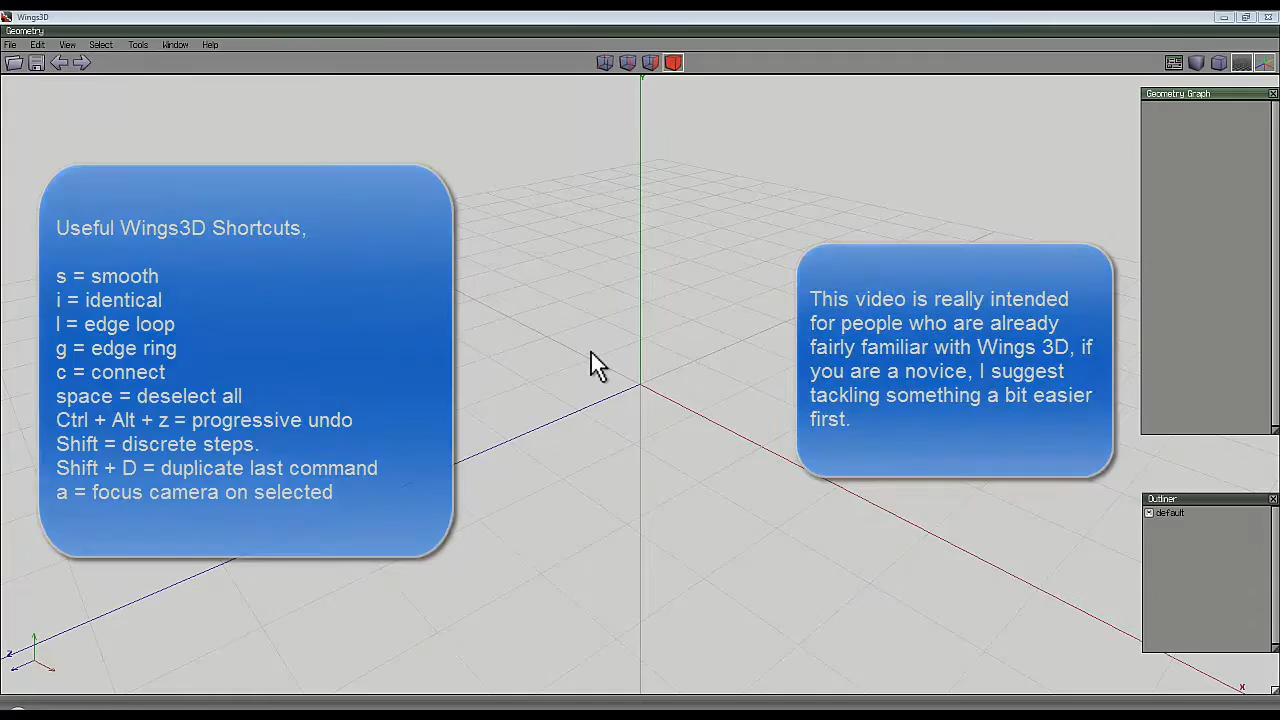 Wings3D
Geometry
File Edit View Select Tools Window Help
Y
Geometry Graph
Useful Wings3D Shortcuts,
s = smooth
i = identical
l = edge loop
g = edge ring
c = connect
space = deselect all
Ctrl + Alt + z = progressive undo
Shift = discrete steps.
Shift + D = duplicate last command
a = focus camera on selected
This video is really intended
for people who are already
fairly familiar with Wings 3D, if
you are a novice, I suggest
tackling something a bit easier
first.
Outliner
default
Z
X